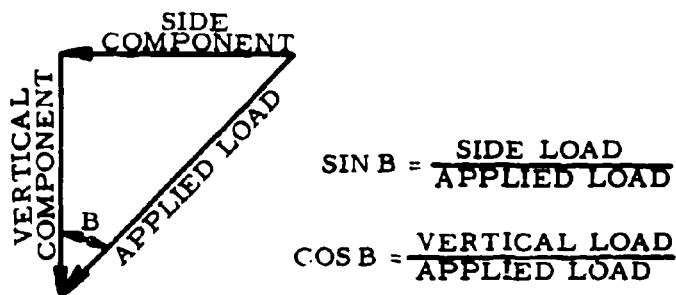 SIDE
COMPONENT
VERTICAL
COMPONENT
B
APPLIED LOAD
SIN B = SIDE LOAD
APPLIED LOAD
COS B = VERTICAL LOAD
APPLIED LOAD